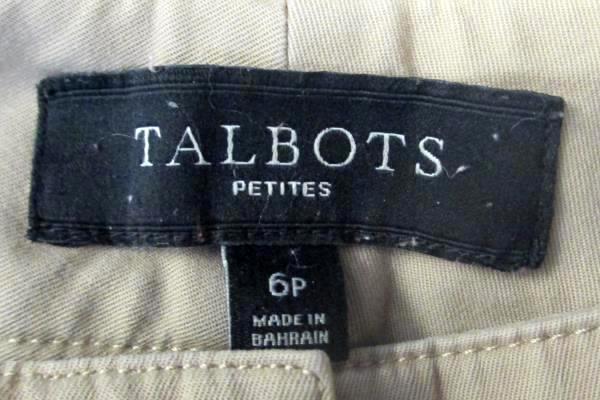 TALBOTS
PETITES
6P
MADE IN
BAHRAIN